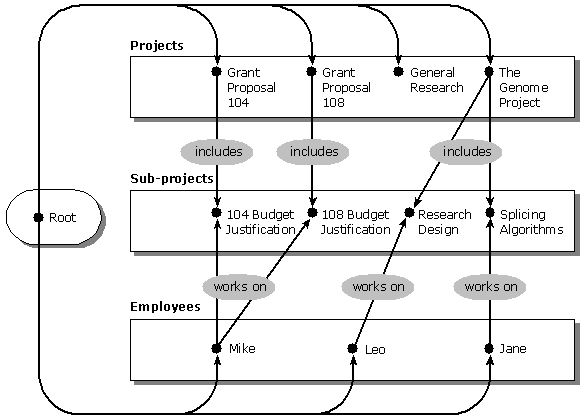 Projects
Grant
Proposal
104
Grant
Proposal
108
General
Research
The
Genome
Project
includes
includes
includes
Sub-projects
Root
104 Budget
Justification
108 Budget
Justification
Research
Design
Splicing
Algorithms
works on
works on
works on
Employees
Mike
Leo
Jane